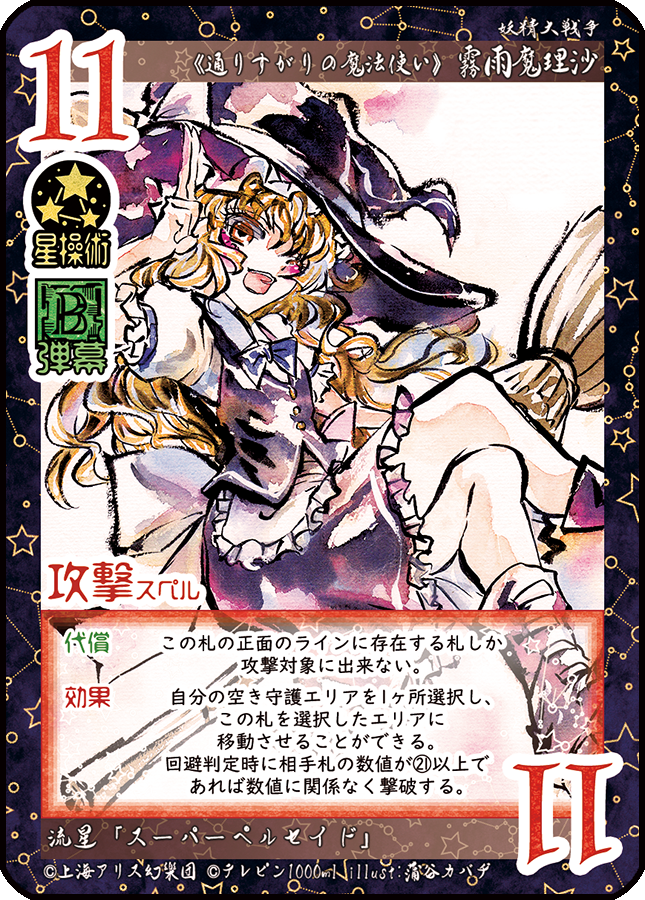 妖精大戦争
11
《通りすがりの魔法使い》 霧雨魔理沙
星操術
B
弾幕
攻撃スペル
代償
この札の正面のラインに存在する札しか
攻撃対象に出来ない。
効果
自分の空き守護エリアを1ヶ所選択し、
この札を選択したエリアに
移動させることができる。
回避判定時に相手札の数値が㉑以上で
あれば数値に関係なく撃破する。
11
流星「スーパーペルセイド」
©上海アリス幻樂団 ©テレピン1000ml illust:蒲谷カバヂ